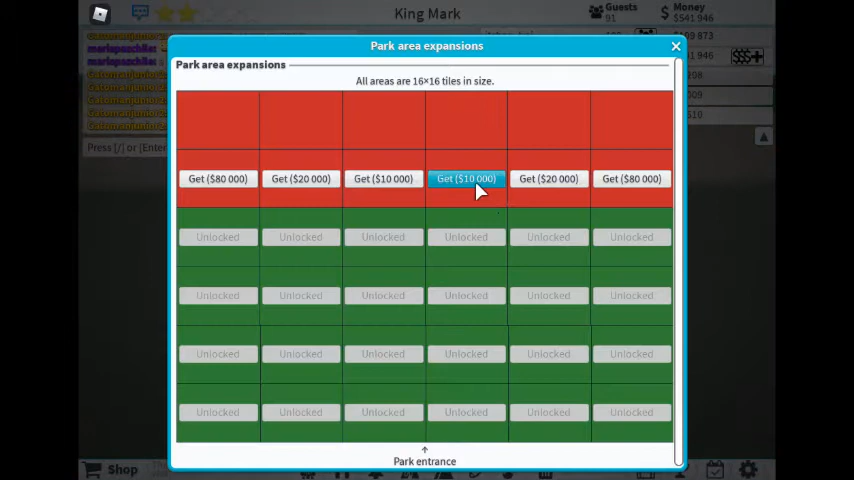 King Mark
Guests
91
$ Money
$541 946
Park area expansions
Park area expansions
All areas are 16×16 tiles in size.
Get ($80 000) Get ($20 000) Get ($10 000) Get ($10 000) Get ($20 000) Get ($80 000)
Unlocked Unlocked Unlocked Unlocked Unlocked Unlocked
Unlocked Unlocked Unlocked Unlocked Unlocked Unlocked
Unlocked Unlocked Unlocked Unlocked Unlocked Unlocked
Unlocked Unlocked Unlocked Unlocked Unlocked Unlocked
Park entrance
Press [/] or [Enter
Shop